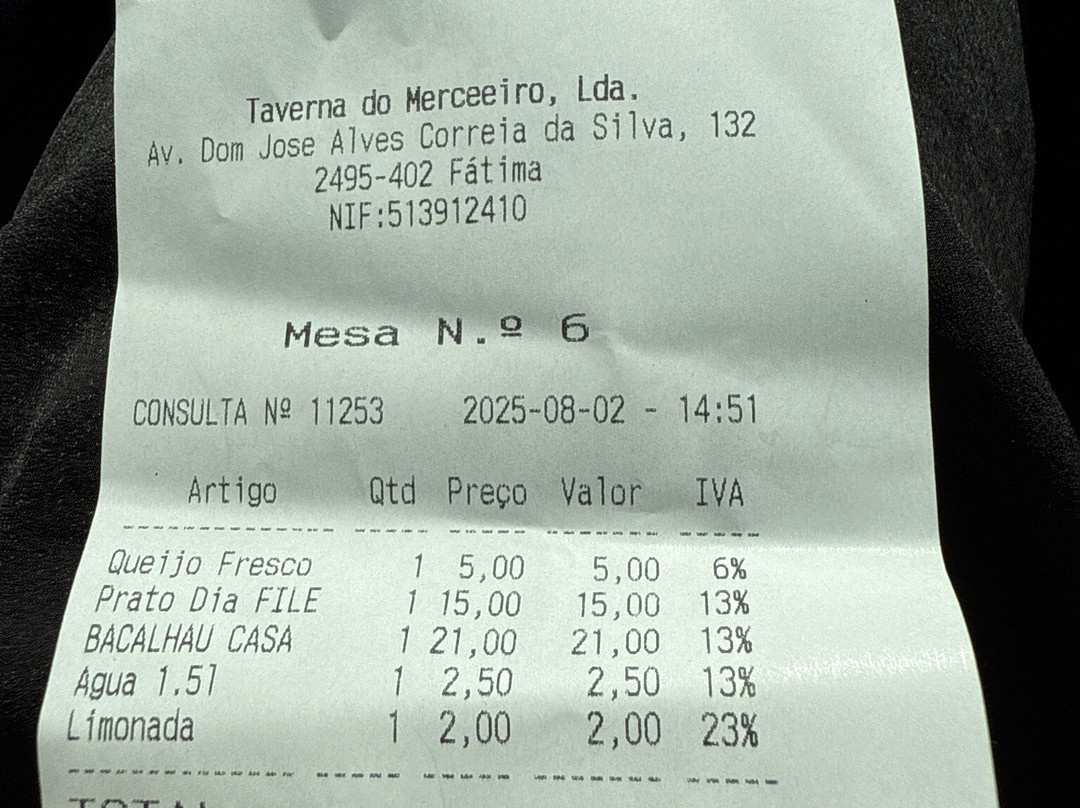 Taverna do Merceeiro, Lda.
Av. Dom Jose Alves Correia da Silva, 132
2495-402 Fátima
NIF:513912410
Mesa N.º 6
CONSULTA Nº 11253 2025-08-02 - 14:51
Artigo Qtd Preço Valor IVA
Queijo Fresco 1 5,00 5,00 6%
Prato Dia FILE 1 15,00 15,00 13%
BACALHAU CASA 1 21,00 21,00 13%
Agua 1.5l 1 2,50 2,50 13%
Limonada 1 2,00 2,00 23%
TOTAL